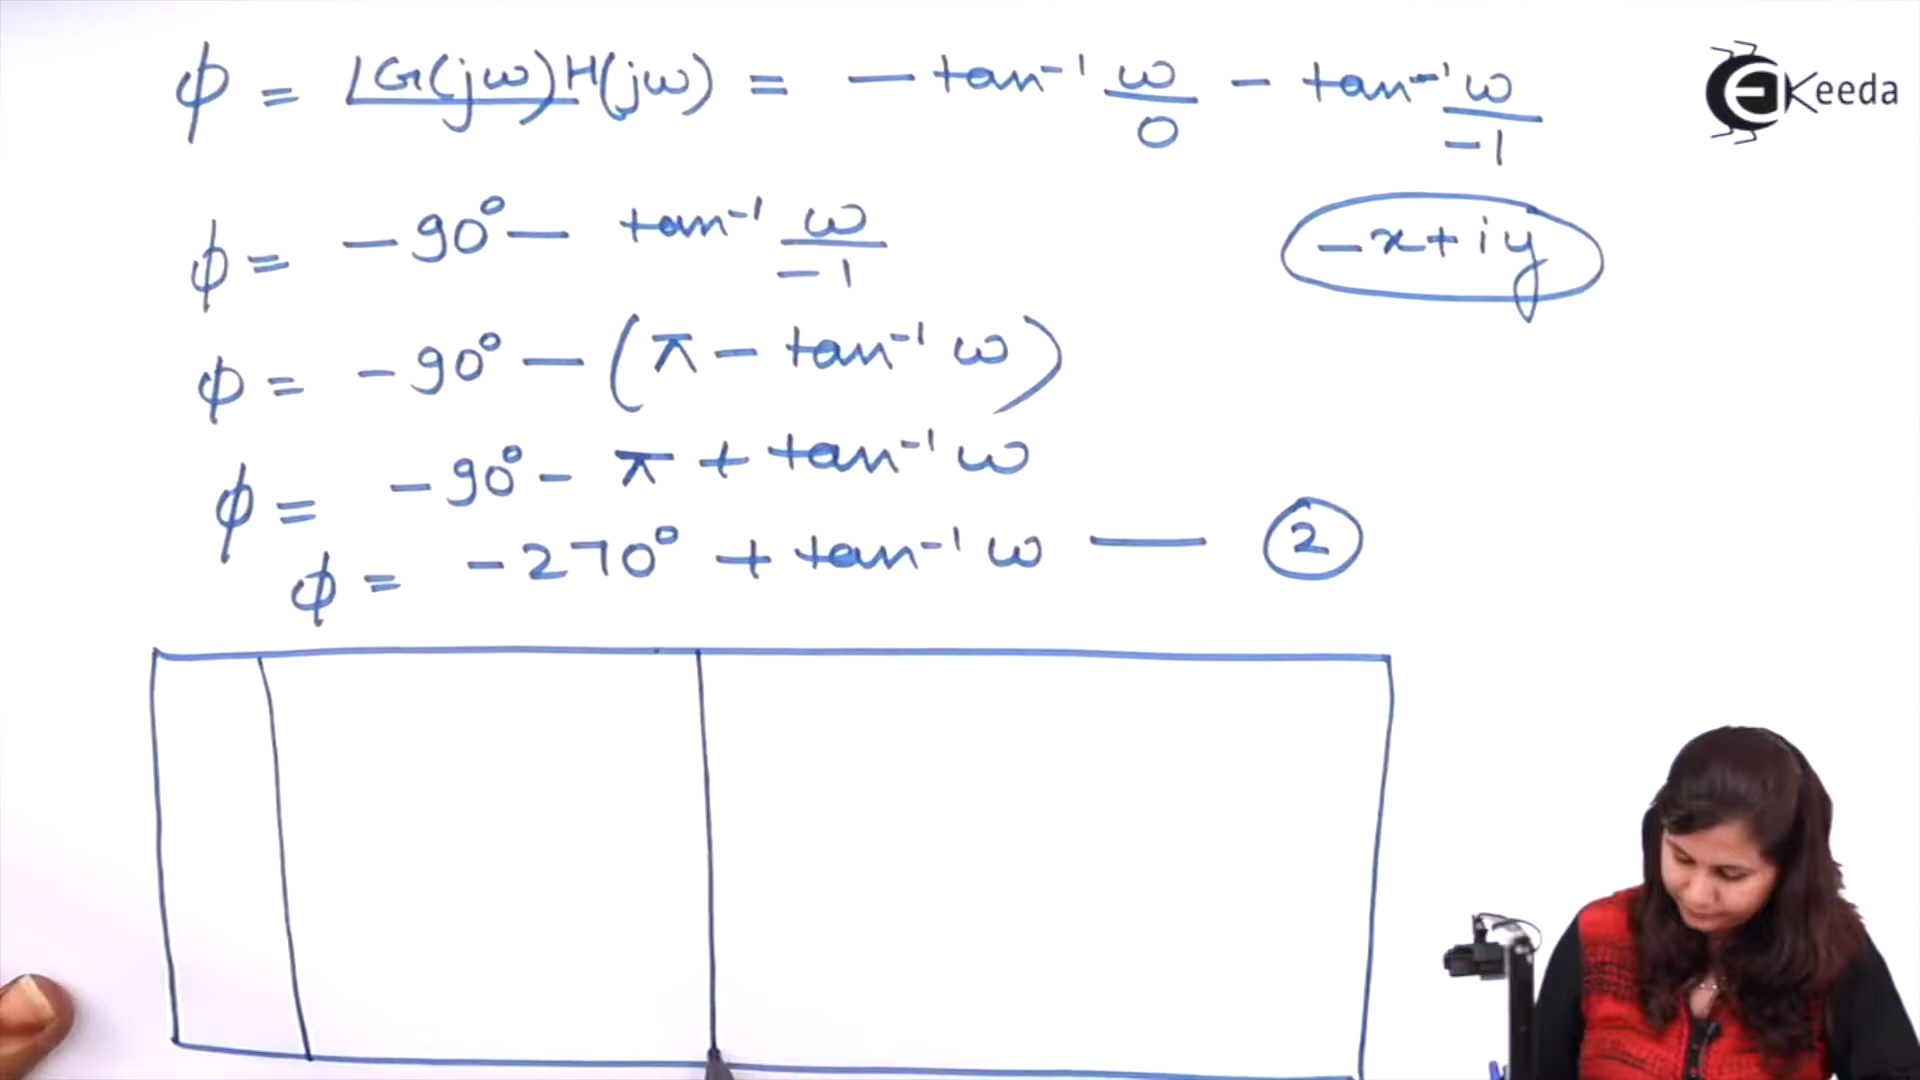 ϕ = ∠G(jω)H(jω) = − tan⁻¹ ω/0 − tan⁻¹ ω/−1
EKeeda
ϕ = −90° − tan⁻¹ ω/−1
−x+iy
ϕ = −90° − (π − tan⁻¹ ω)
ϕ = −90° − π + tan⁻¹ ω
ϕ = −270° + tan⁻¹ ω — 2